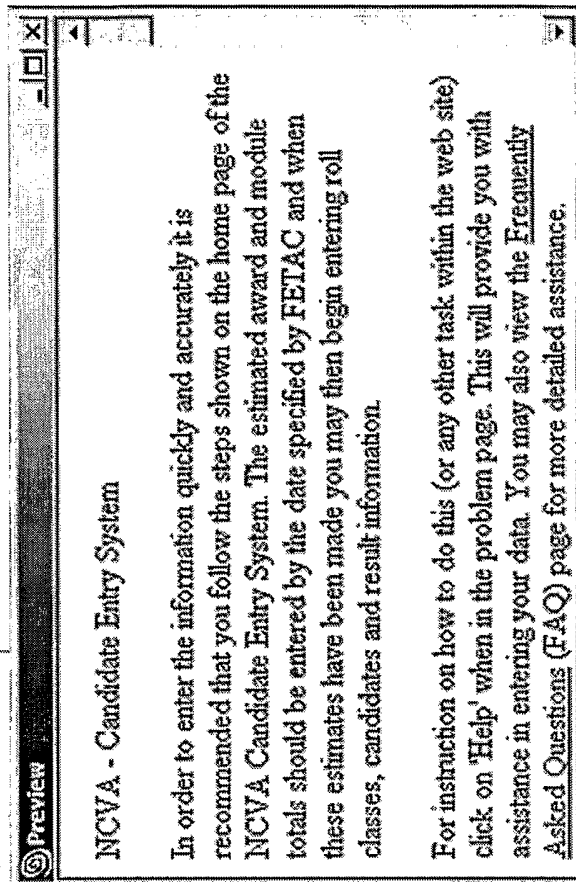 Preview
NCVA - Candidate Entry System
In order to enter the information quickly and accurately it is
recommended that you follow the steps shown on the home page of the
NCVA Candidate Entry System. The estimated award and module
totals should be entered by the date specified by FETAC and when
these estimates have been made you may then begin entering roll
classes, candidates and result information.
For instruction on how to do this (or any other task within the web site)
click on 'Help' when in the problem page. This will provide you with
assistance in entering your data. You may also view the Frequently
Asked Questions (FAQ) page for more detailed assistance.